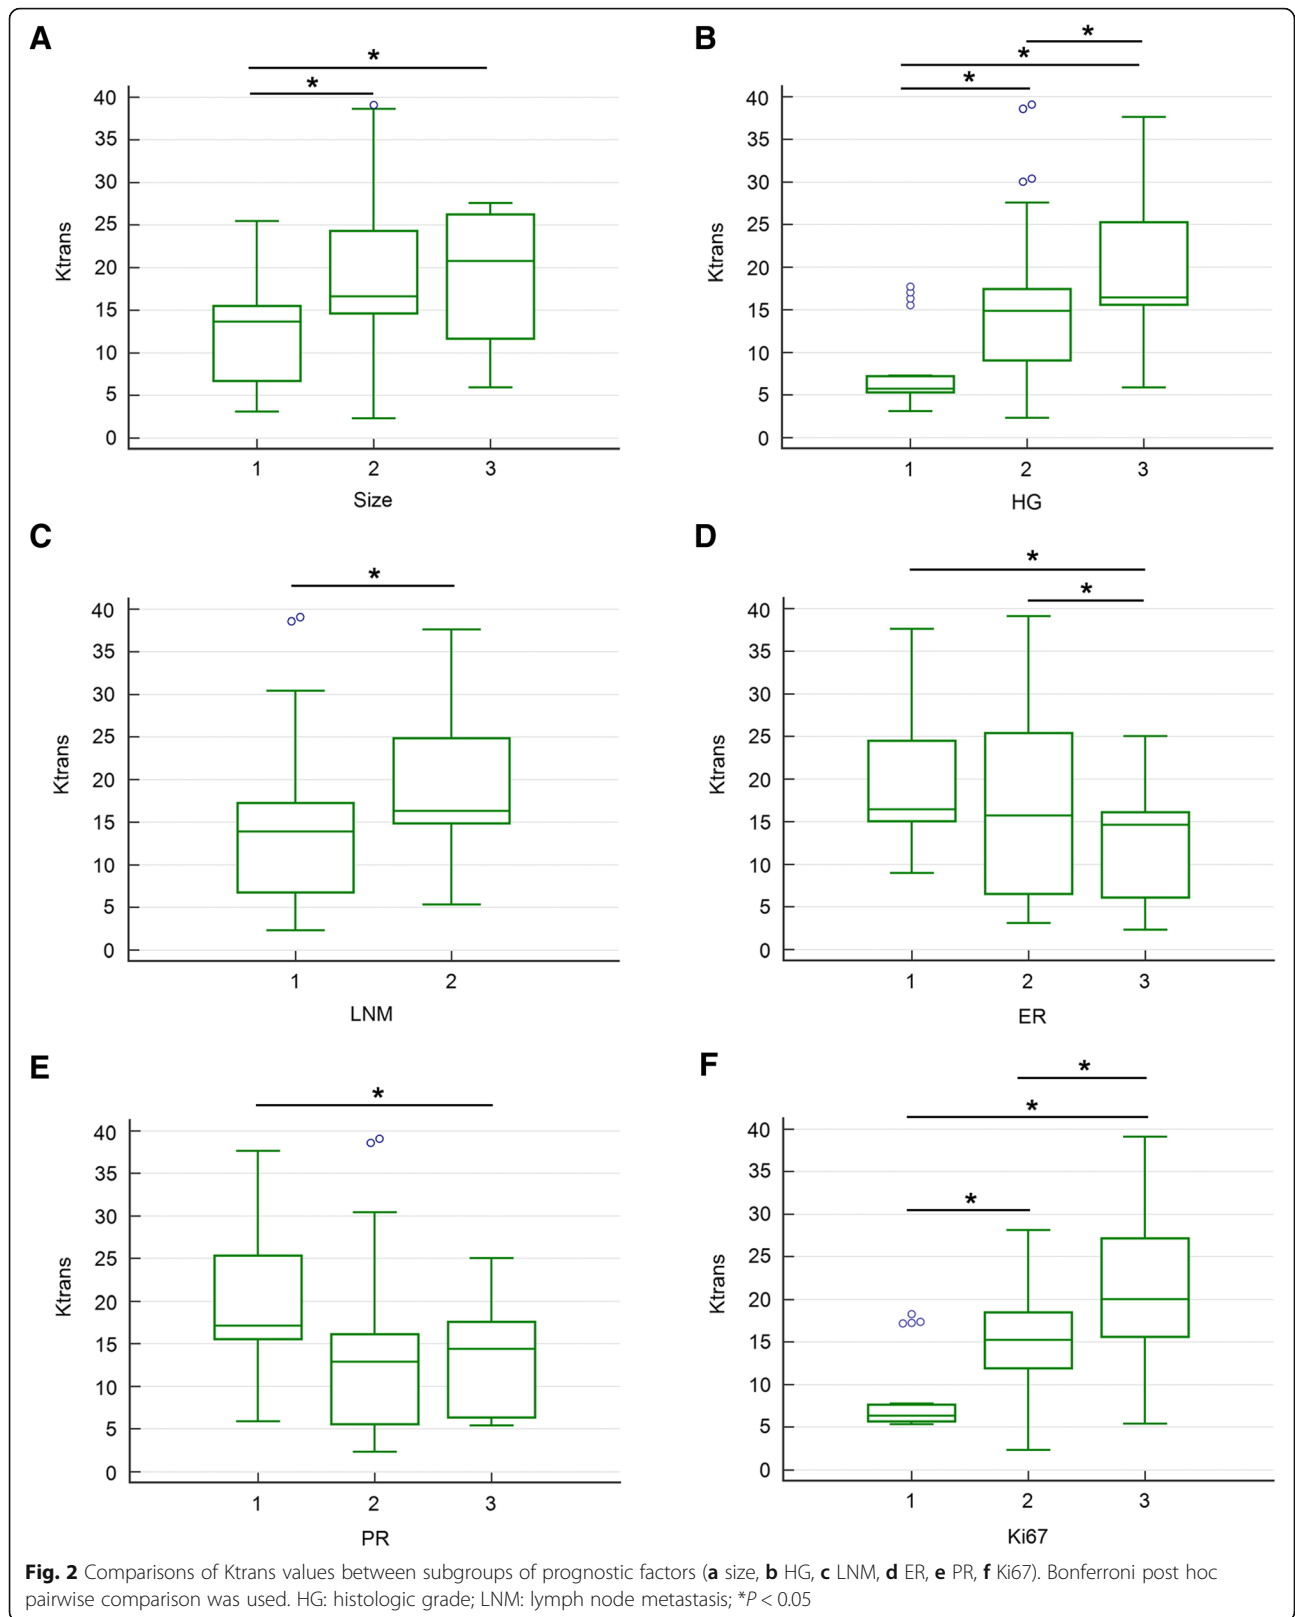 A
*
*
40
35
30
25
20
15
10
5
0
Ktrans
1 2 3
Size
B
*
*
*
40
35
30
25
20
15
10
5
0
Ktrans
1 2 3
HG
C
*
40
35
30
25
20
15
10
5
0
Ktrans
1 2
LNM
D
*
*
40
35
30
25
20
15
10
5
0
Ktrans
1 2 3
ER
E
*
40
35
30
25
20
15
10
5
0
Ktrans
1 2 3
PR
F
*
*
*
40
35
30
25
20
15
10
5
0
Ktrans
1 2 3
Ki67
Fig. 2 Comparisons of Ktrans values between subgroups of prognostic factors (a size, b HG, c LNM, d ER, e PR, f Ki67). Bonferroni post hoc
pairwise comparison was used. HG: histologic grade; LNM: lymph node metastasis; *P < 0.05